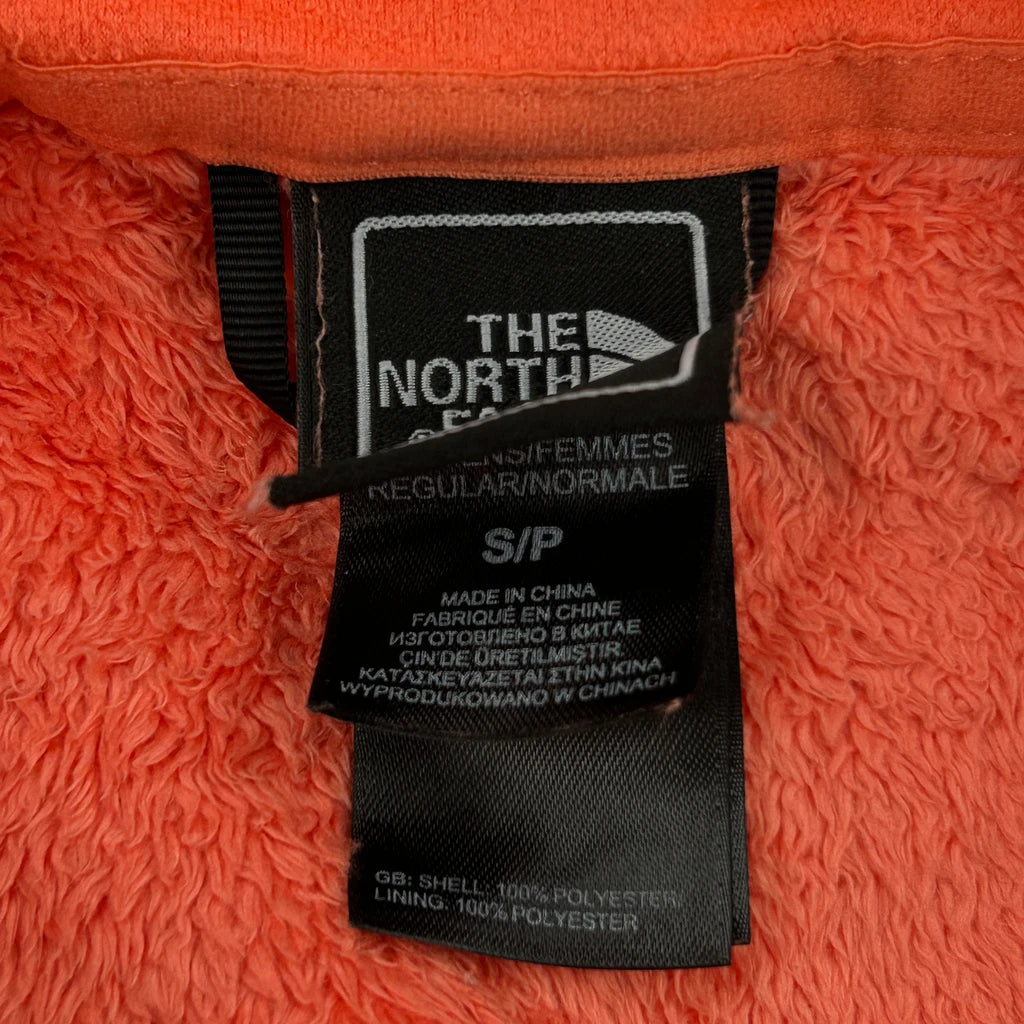 THE
NORTH
REGULAR/NORMALE
S/P
MADE IN CHINA
FABRIQUÉ EN CHINE
ИЗГОТОВЛЕНО В КИТАЕ
ÇIN'DE ÜRETILMIŞTIR
ΚΑΤΑΣΚΕΥΑΖΕΤΑΙ ΣΤΗΝ ΚΙΝΑ
WYPRODUKOWANO W CHINACH
GB: SHELL: 100% POLYESTER
LINING: 100% POLYESTER